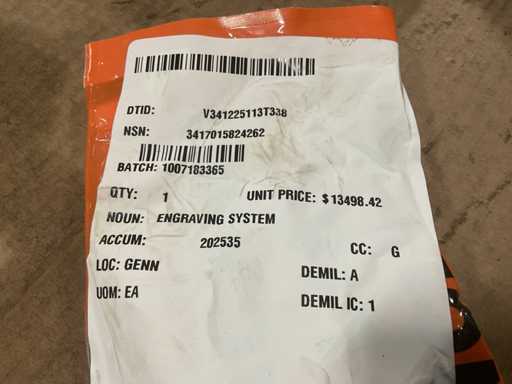 DTID: V341225113T338
NSN: 3417015824262
BATCH: 1007183365
QTY: 1 UNIT PRICE: $13498.42
NOUN: ENGRAVING SYSTEM
ACCUM: 202535 CC: G
LOC: GENN DEMIL: A
UOM: EA DEMIL IC: 1